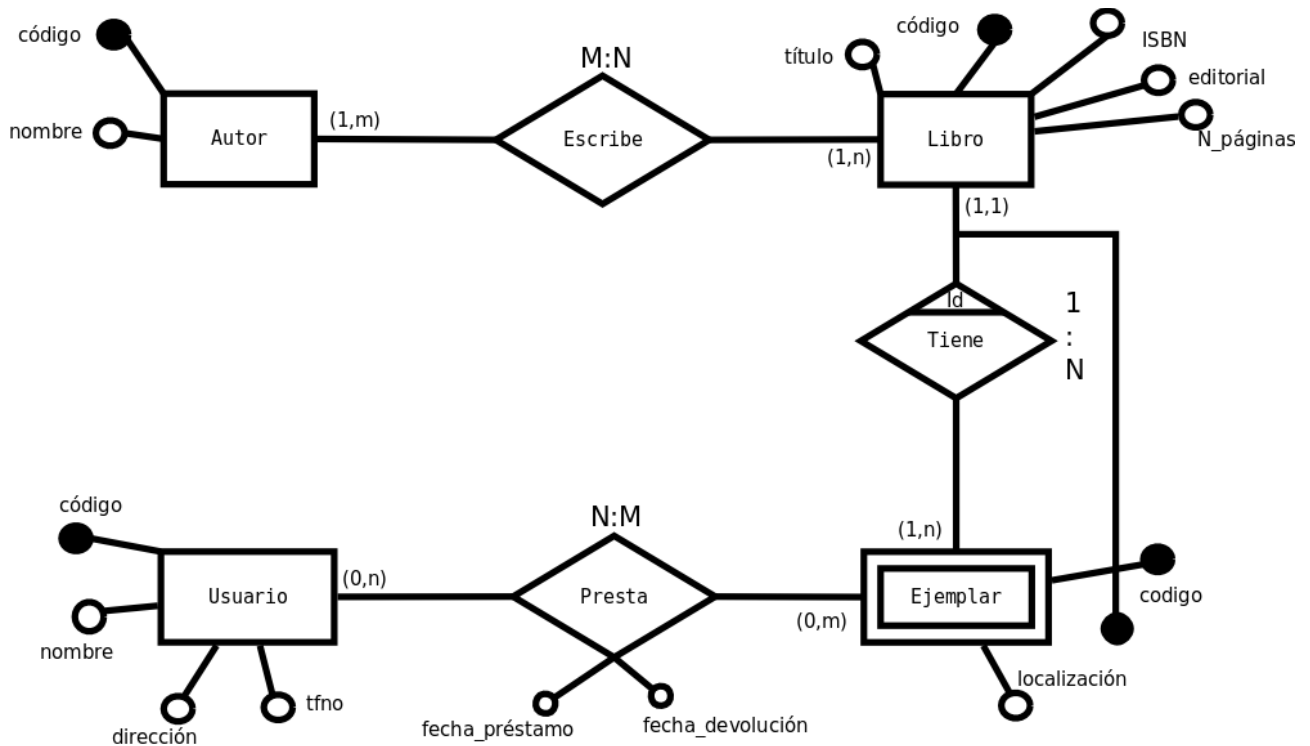 código
título
código
ISBN
M:N
editorial
nombre
Autor
(1,m)
Escribe
(1,n)
Libro
N_páginas
(1,1)
Id
Tiene
1
:
N
código
N:M
(1,n)
Usuario
(0,n)
Presta
(0,m)
Ejemplar
codigo
nombre
dirección
tfno
fecha_préstamo
fecha_devolución
localización